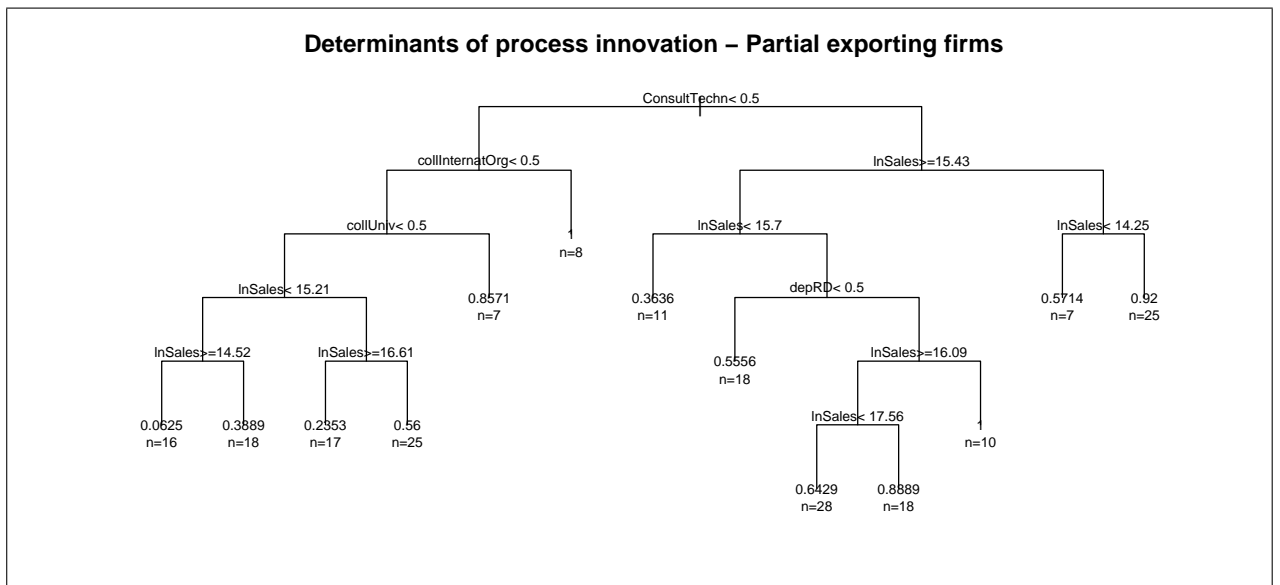 Determinants of process innovation – Partial exporting firms
ConsultTechn< 0.5
collInternatOrg< 0.5
lnSales>=15.43
collUniv< 0.5
1
n=8
lnSales< 15.7
lnSales< 14.25
lnSales< 15.21
0.8571
n=7
0.3636
n=11
depRD< 0.5
0.5714
n=7
0.92
n=25
lnSales>=14.52
lnSales>=16.61
0.5556
n=18
lnSales>=16.09
0.0625
n=16
0.3889
n=18
0.2353
n=17
0.56
n=25
lnSales< 17.56
1
n=10
0.6429
n=28
0.8889
n=18